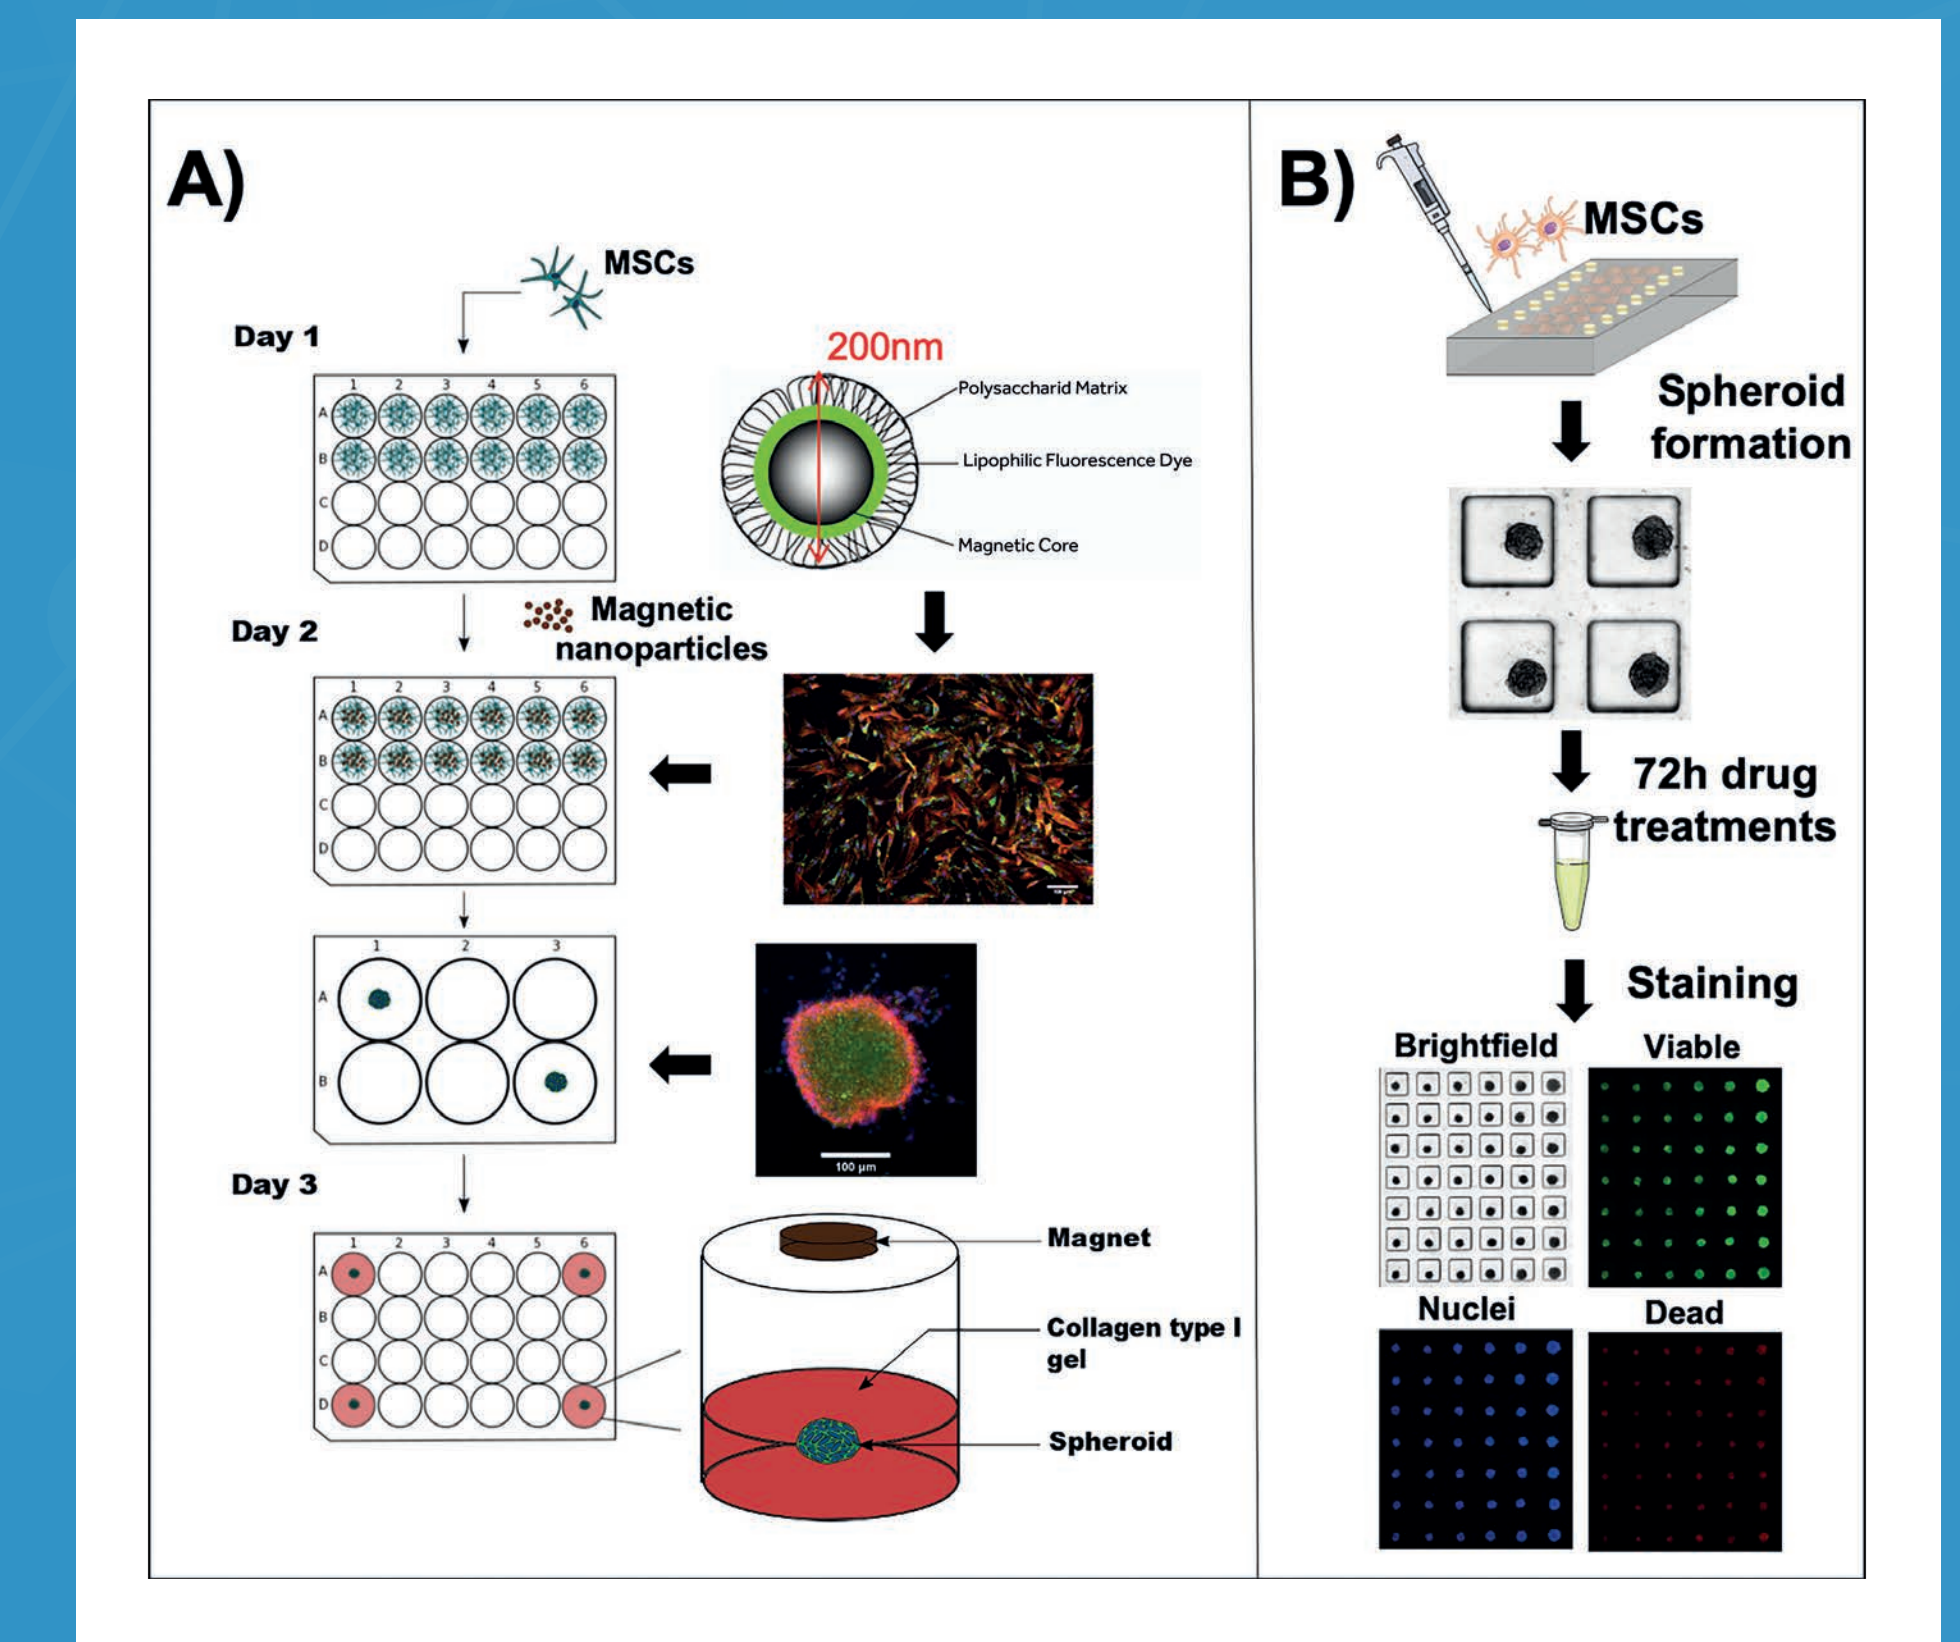 A)
MSCs
Day 1
1 2 3 4 5 6
A
B
C
D
200nm
Polysaccharid Matrix
Lipophilic Fluorescence Dye
Magnetic Core
Day 2
Magnetic
nanoparticles
1 2 3 4 5 6
A
B
C
D
1 2 3
A
B
100 µm
Day 3
1 2 3 4 5 6
A
B
C
D
Magnet
Collagen type I
gel
Spheroid
B)
MSCs
Spheroid
formation
72h drug
treatments
Staining
Brightfield
Viable
Nuclei
Dead